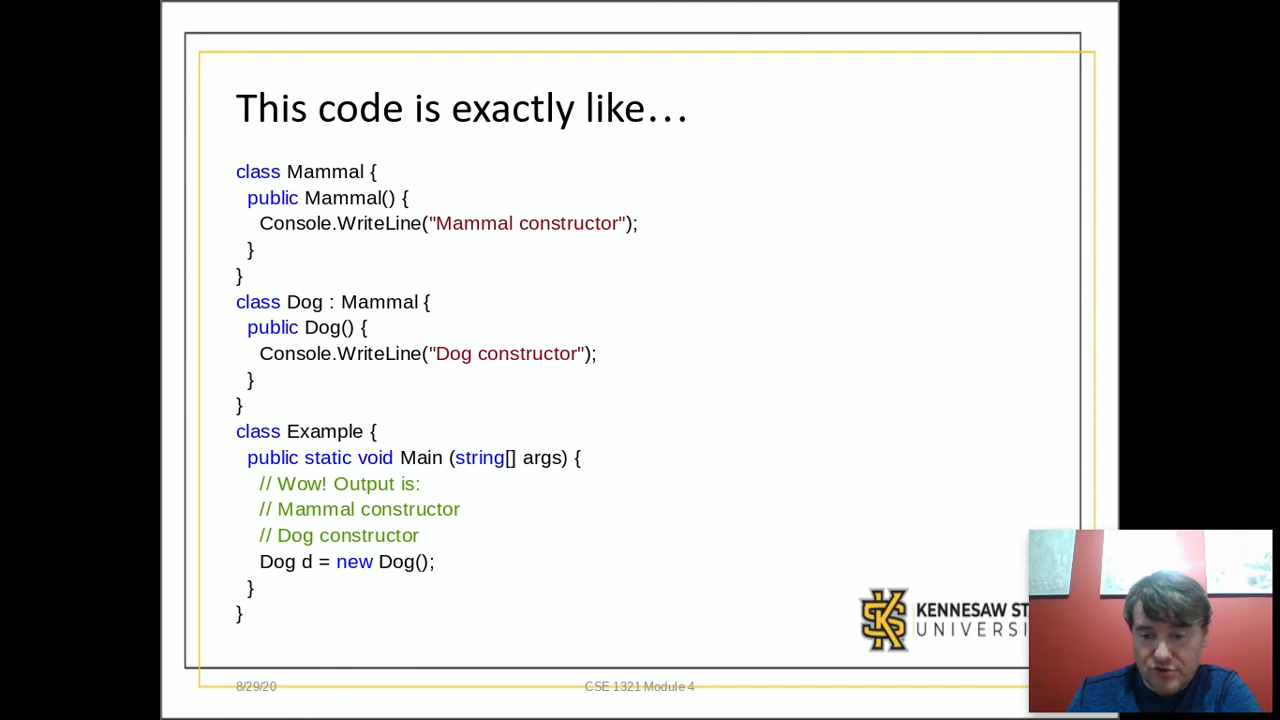 This code is exactly like…
class Mammal {
public Mammal() {
Console.WriteLine("Mammal constructor");
}
}
class Dog : Mammal {
public Dog() {
Console.WriteLine("Dog constructor");
}
}
class Example {
public static void Main (string[] args) {
// Wow! Output is:
// Mammal constructor
// Dog constructor
Dog d = new Dog();
}
}
KENNESAW
8/29/20
CSE 1321 Module 4